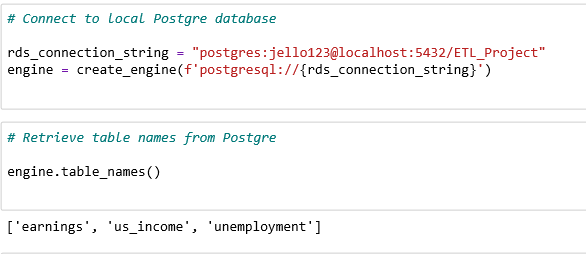 # Connect to local Postgre database
rds_connection_string = "postgres:jello123@localhost:5432/ETL_Project"
engine = create_engine(f'postgresql://{rds_connection_string}')
# Retrieve table names from Postgre
engine.table_names()
['earnings', 'us_income', 'unemployment']